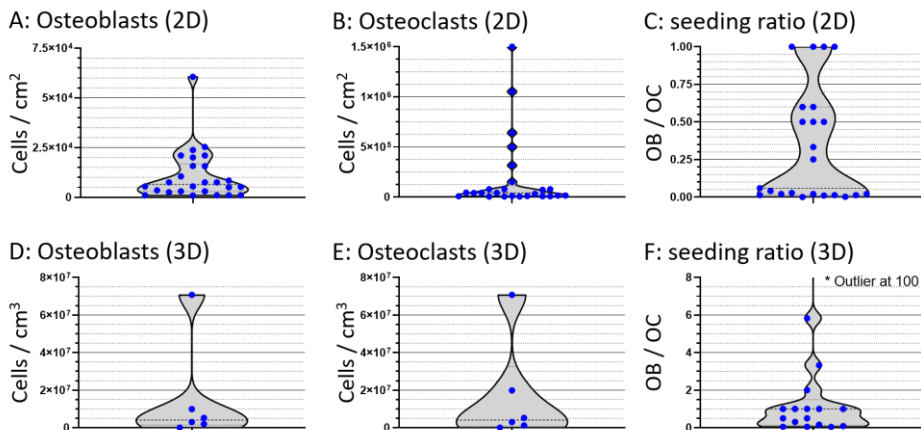 A: Osteoblasts (2D)
B: Osteoclasts (2D)
C: seeding ratio (2D)
Cells / cm²
7.5×10⁴
5×10⁴
2.5×10⁴
0
Cells / cm²
1.5×10⁶
1×10⁶
5×10⁵
0
OB / OC
1.00
0.75
0.50
0.25
0.00
D: Osteoblasts (3D)
E: Osteoclasts (3D)
F: seeding ratio (3D)
Cells / cm³
8×10⁷
6×10⁷
4×10⁷
2×10⁷
0
Cells / cm³
8×10⁷
6×10⁷
4×10⁷
2×10⁷
0
OB / OC
8
6
4
2
0
* Outlier at 100